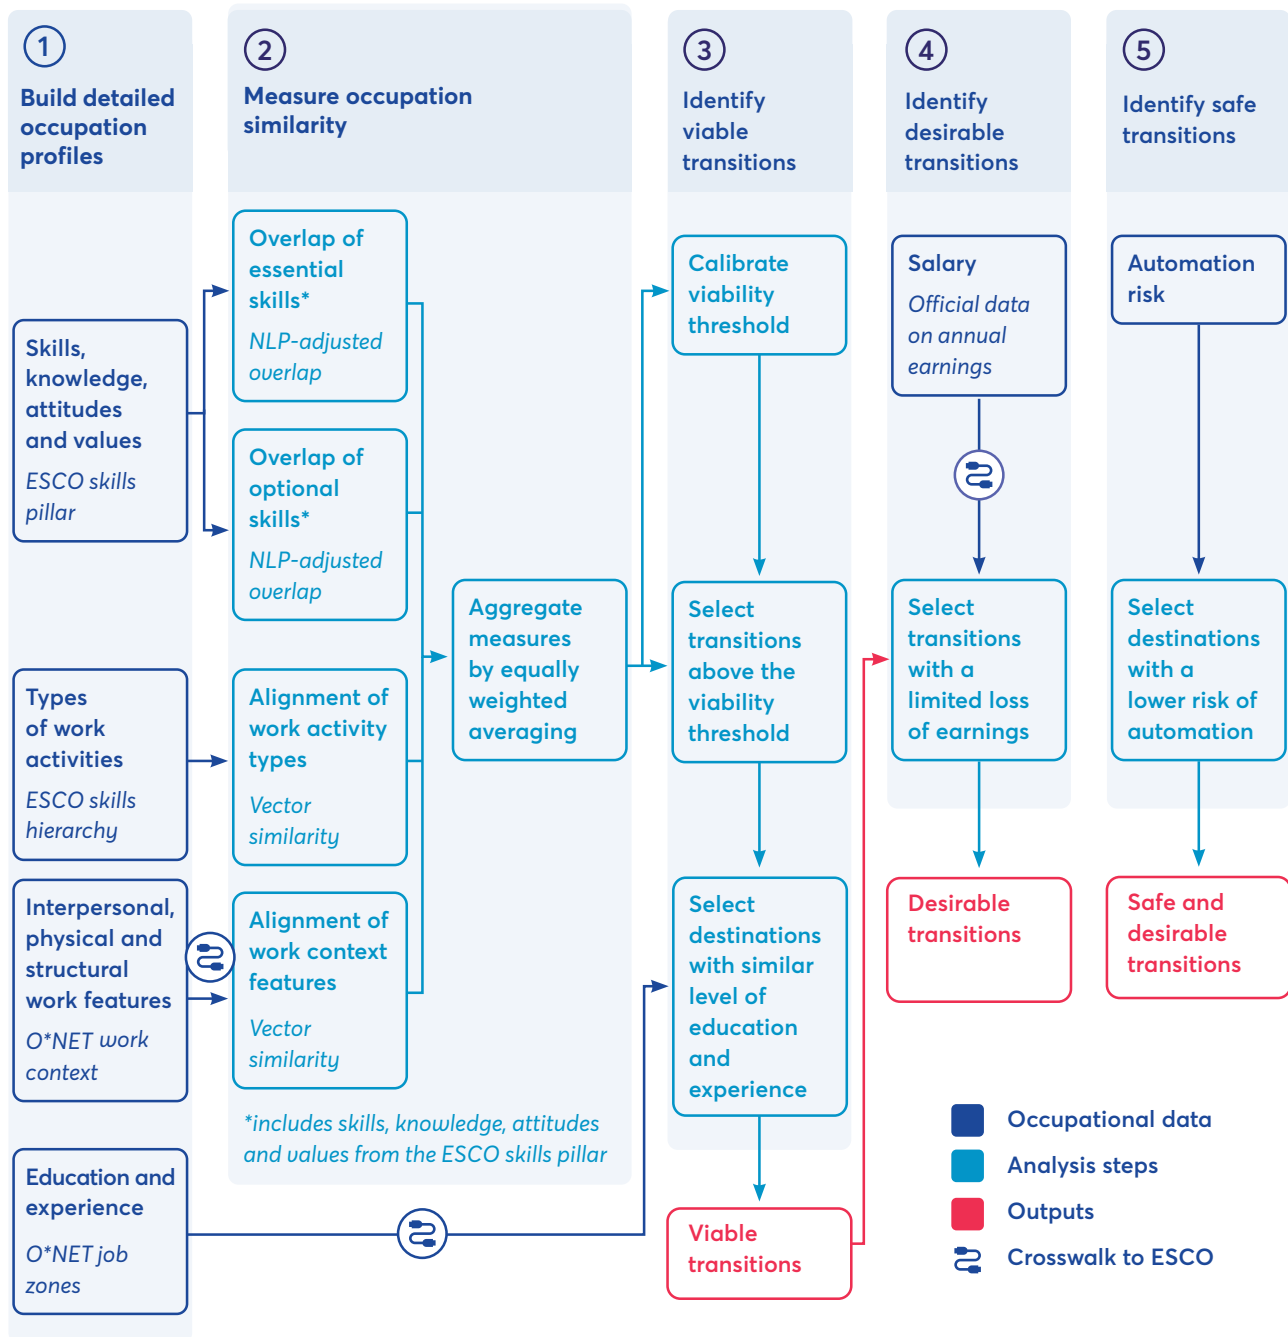 1
Build detailed
occupation
profiles
Skills,
knowledge,
attitudes
and values
ESCO skills
pillar
Types
of work
activities
ESCO skills
hierarchy
Interpersonal,
physical and
structural
work features
O*NET work
context
Education and
experience
O*NET job
zones
2
Measure occupation
similarity
Overlap of
essential
skills*
NLP-adjusted
overlap
Overlap of
optional
skills*
NLP-adjusted
overlap
Alignment of
work activity
types
Vector
similarity
Alignment of
work context
features
Vector
similarity
Aggregate
measures
by equally
weighted
averaging
*includes skills, knowledge, attitudes
and values from the ESCO skills pillar
3
Identify
viable
transitions
Calibrate
viability
threshold
Select
transitions
above the
viability
threshold
Select
destinations
with similar
level of
education
and
experience
Viable
transitions
4
Identify
desirable
transitions
Salary
Official data
on annual
earnings
Select
transitions
with a
limited loss
of earnings
Desirable
transitions
5
Identify safe
transitions
Automation
risk
Select
destinations
with a
lower risk of
automation
Safe and
desirable
transitions
Occupational data
Analysis steps
Outputs
Crosswalk to ESCO